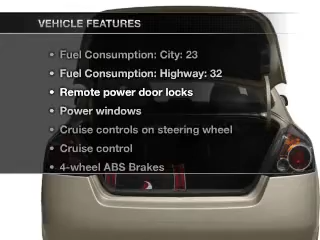 VEHICLE FEATURES
• Fuel Consumption: City: 23
• Fuel Consumption: Highway: 32
• Remote power door locks
• Power windows
• Cruise controls on steering wheel
• Cruise control
• 4-wheel ABS Brakes